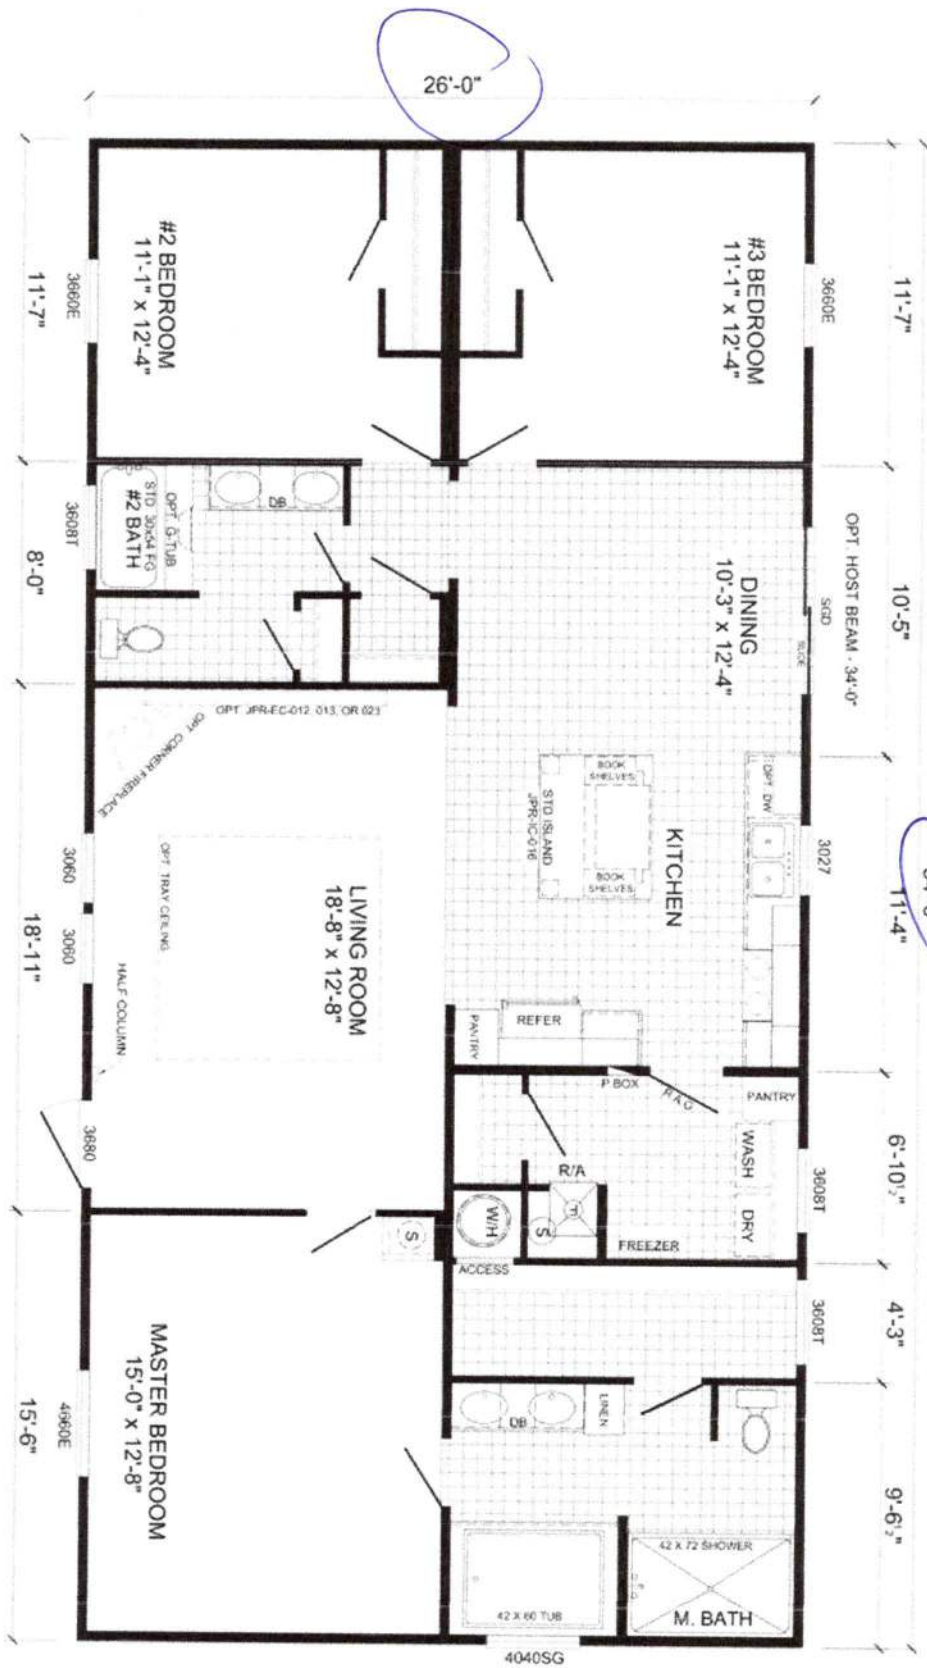 26'-0"
#2 BEDROOM
11'-1" x 12'-4"
#3 BEDROOM
11'-1" x 12'-4"
3660E
11'-7"
3660E
11'-7"
DB
OPT. G-TUB
STD 30x54 FG
#2 BATH
3608T
8'-0"
DINING
10'-3" x 12'-4"
SGD
SLIDE
OPT. HOST BEAM - 34'-0"
10'-5"
OPT. JPR-EC-012, 013, OR 023
OPT. CORNER FIREPLACE
BOOK
SHELVES
STD ISLAND
JPR-IC-016
BOOK
SHELVES
KITCHEN
OPT. DW
3027
11'-4"
LIVING ROOM
18'-8" x 12'-8"
OPT TRAY CEILING
3060
3060
18'-11"
HALF COLUMN
3680
PANTRY
REFER
P BOX
PANTRY
WASH
DRY
R/A
F
S
W/H
FREEZER
ACCESS
3608T
6'-10½"
S
3608T
4'-3"
MASTER BEDROOM
15'-0" x 12'-8"
4660E
15'-6"
DB
LINEN
9'-6½"
42 X 72 SHOWER
M. BATH
42 X 60 TUB
4040SG